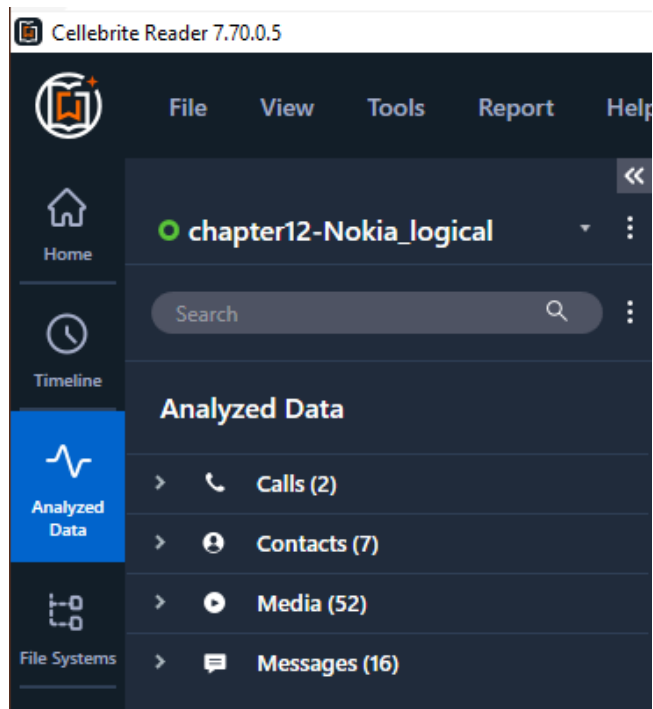 Cellebrite Reader 7.70.0.5
File View Tools Report Help
Home
chapter12-Nokia_logical
Search
Timeline
Analyzed Data
Calls (2)
Analyzed
Data
Contacts (7)
Media (52)
File Systems
Messages (16)